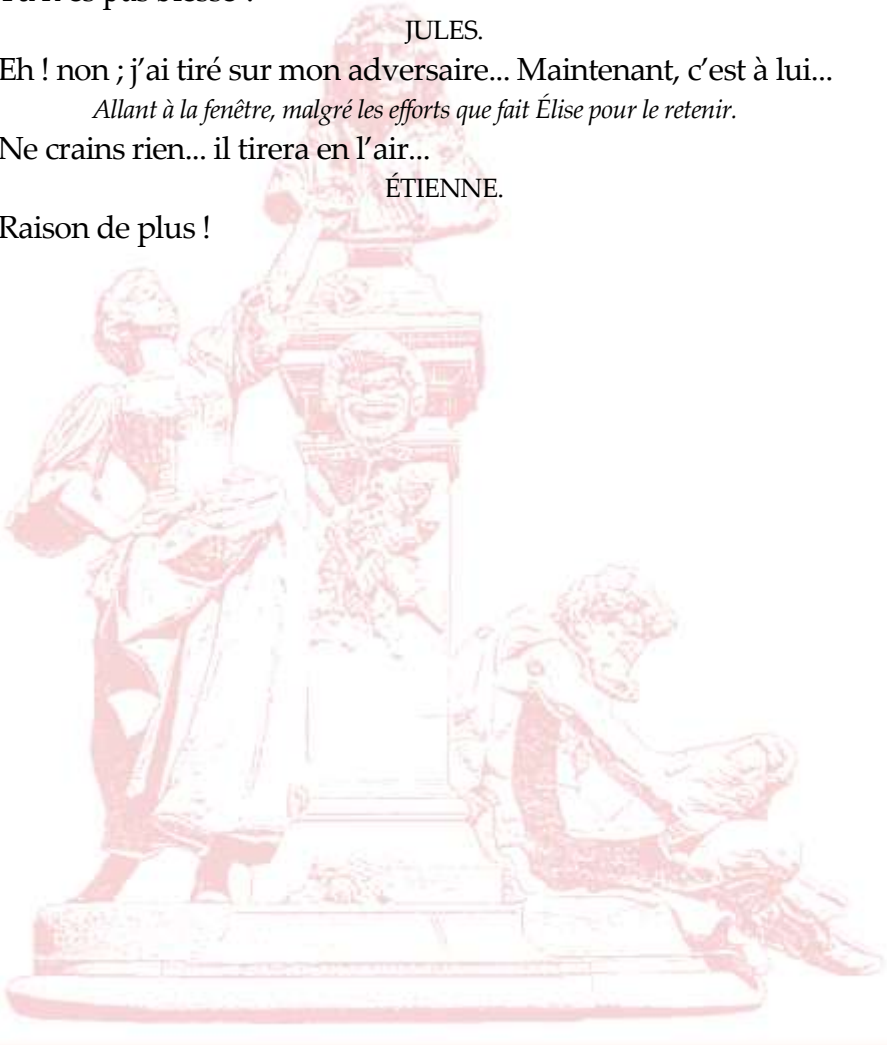 JULES.
Eh ! non ; j’ai tiré sur mon adversaire... Maintenant, c’est à lui...
Allant à la fenêtre, malgré les efforts que fait Élise pour le retenir.
Ne crains rien... il tirera en l’air...
ÉTIENNE.
Raison de plus !